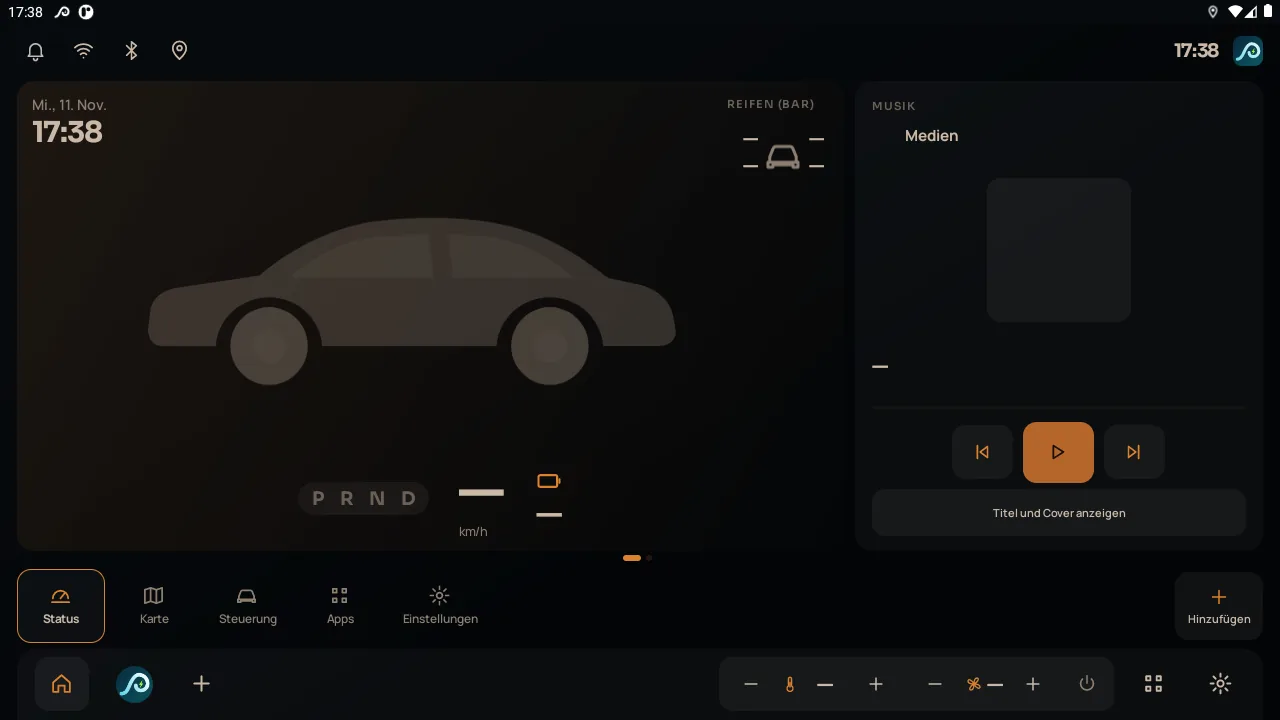 17:38
17:38
Mi., 11. Nov.
17:38
REIFEN (BAR)
— —
— —
P R N D
—
km/h
—
MUSIK
Medien
—
Titel und Cover anzeigen
Status
Karte
Steuerung
Apps
Einstellungen
Hinzufügen
— —